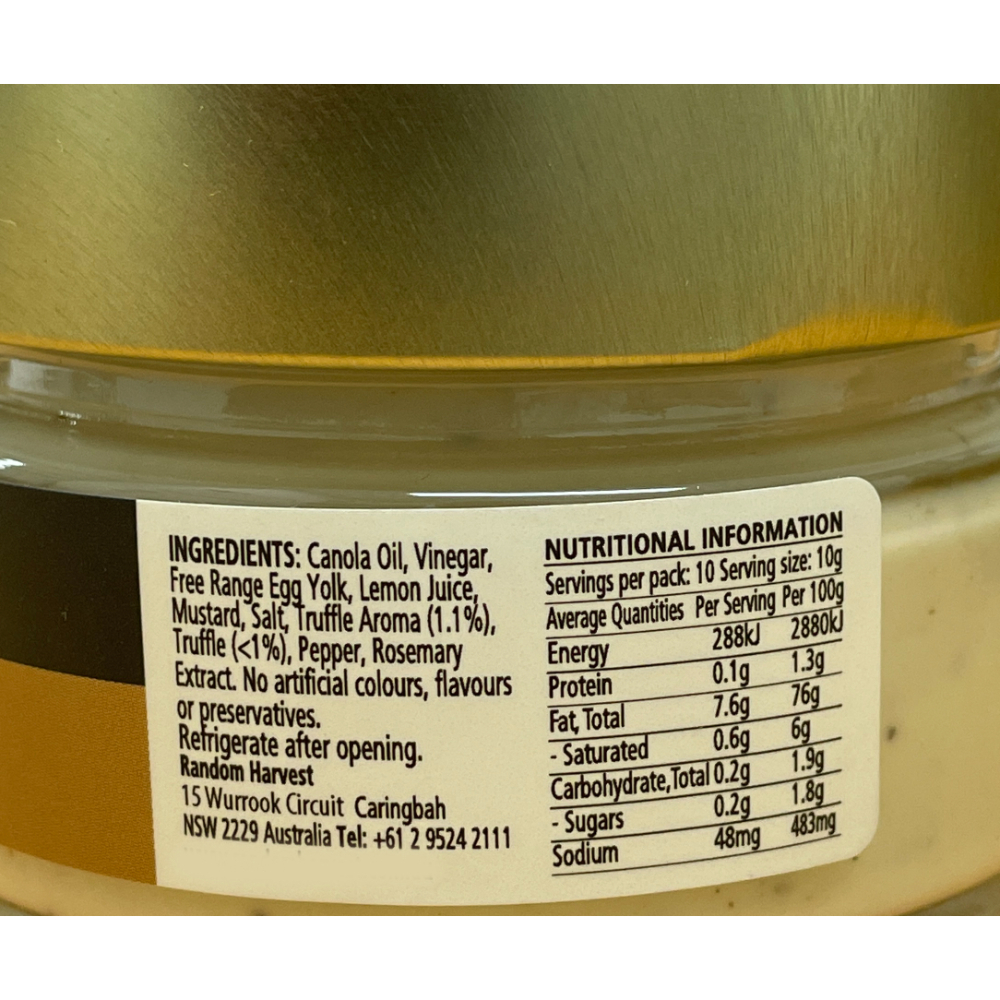 INGREDIENTS: Canola Oil, Vinegar,
Free Range Egg Yolk, Lemon Juice,
Mustard, Salt, Truffle Aroma (1.1%),
Truffle (<1%), Pepper, Rosemary
Extract. No artificial colours, flavours
or preservatives.
Refrigerate after opening.
Random Harvest
15 Wurrook Circuit Caringbah
NSW 2229 Australia Tel: +61 2 9524 2111
NUTRITIONAL INFORMATION
Servings per pack: 10 Serving size: 10g
Average Quantities Per Serving Per 100g
Energy 288kJ 2880kJ
Protein 0.1g 1.3g
Fat, Total 7.6g 76g
- Saturated 0.6g 6g
Carbohydrate, Total 0.2g 1.9g
- Sugars 0.2g 1.8g
Sodium 48mg 483mg